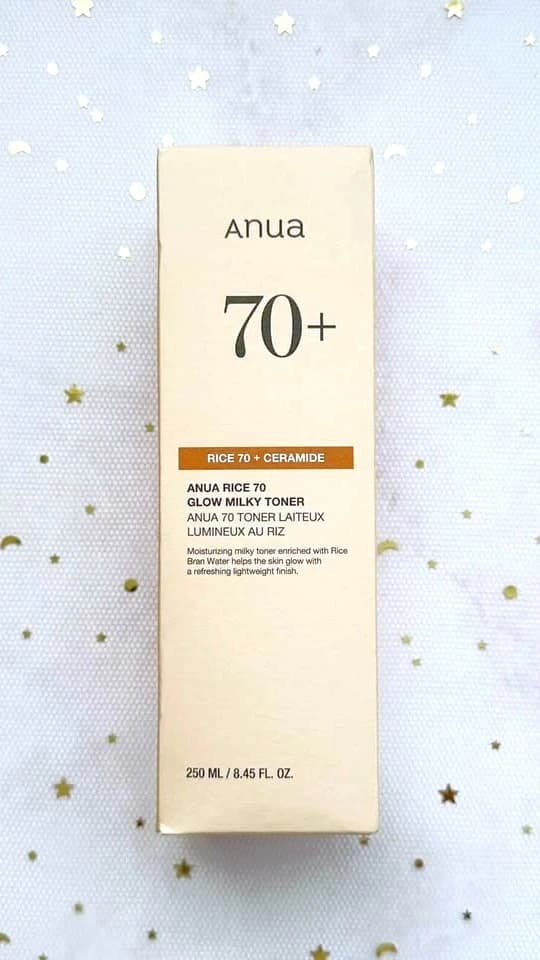 Anua
70+
RICE 70 + CERAMIDE
ANUA RICE 70
GLOW MILKY TONER
ANUA 70 TONER LAITEUX
LUMINEUX AU RIZ
Moisturizing milky toner enriched with Rice
Bran Water helps the skin glow with
a refreshing lightweight finish.
250 ML / 8.45 FL. OZ.